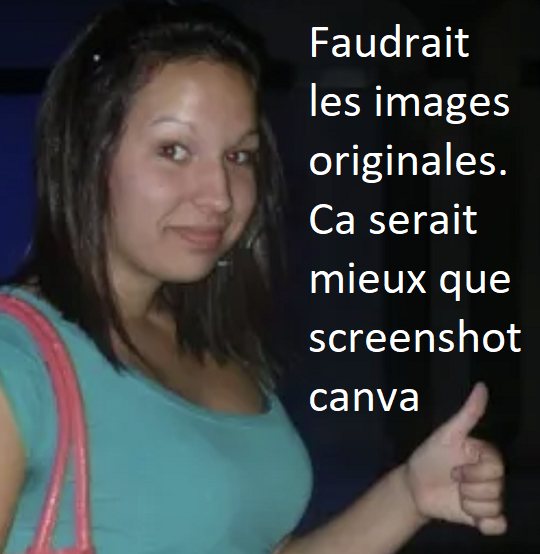 Faudrait
les images
originales.
Ca serait
mieux que
screenshot
canva